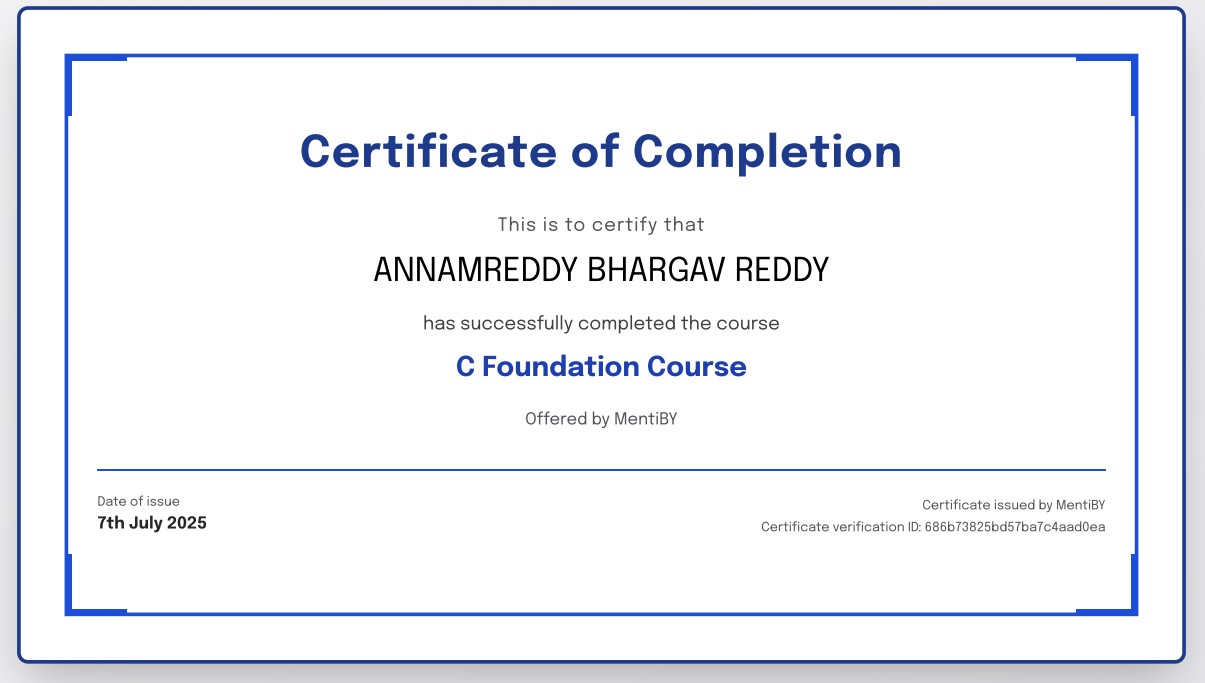 Certificate of Completion
This is to certify that
ANNAMREDDY BHARGAV REDDY
has successfully completed the course
C Foundation Course
Offered by MentiBY
Date of issue
7th July 2025
Certificate issued by MentiBY
Certificate verification ID: 686b73825bd57ba7c4aad0ea